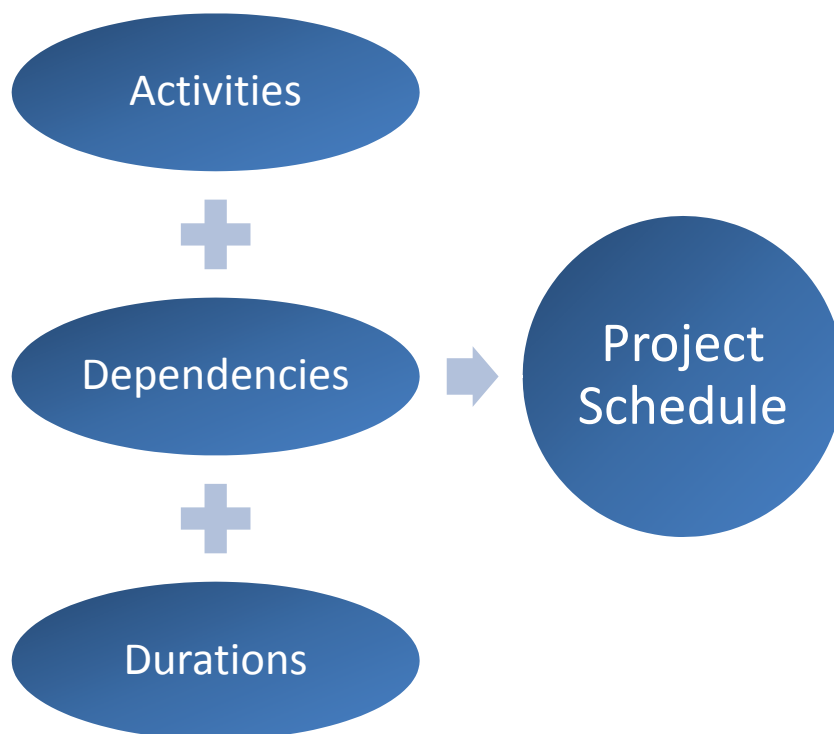 Activities
Dependencies
Project
Schedule
Durations